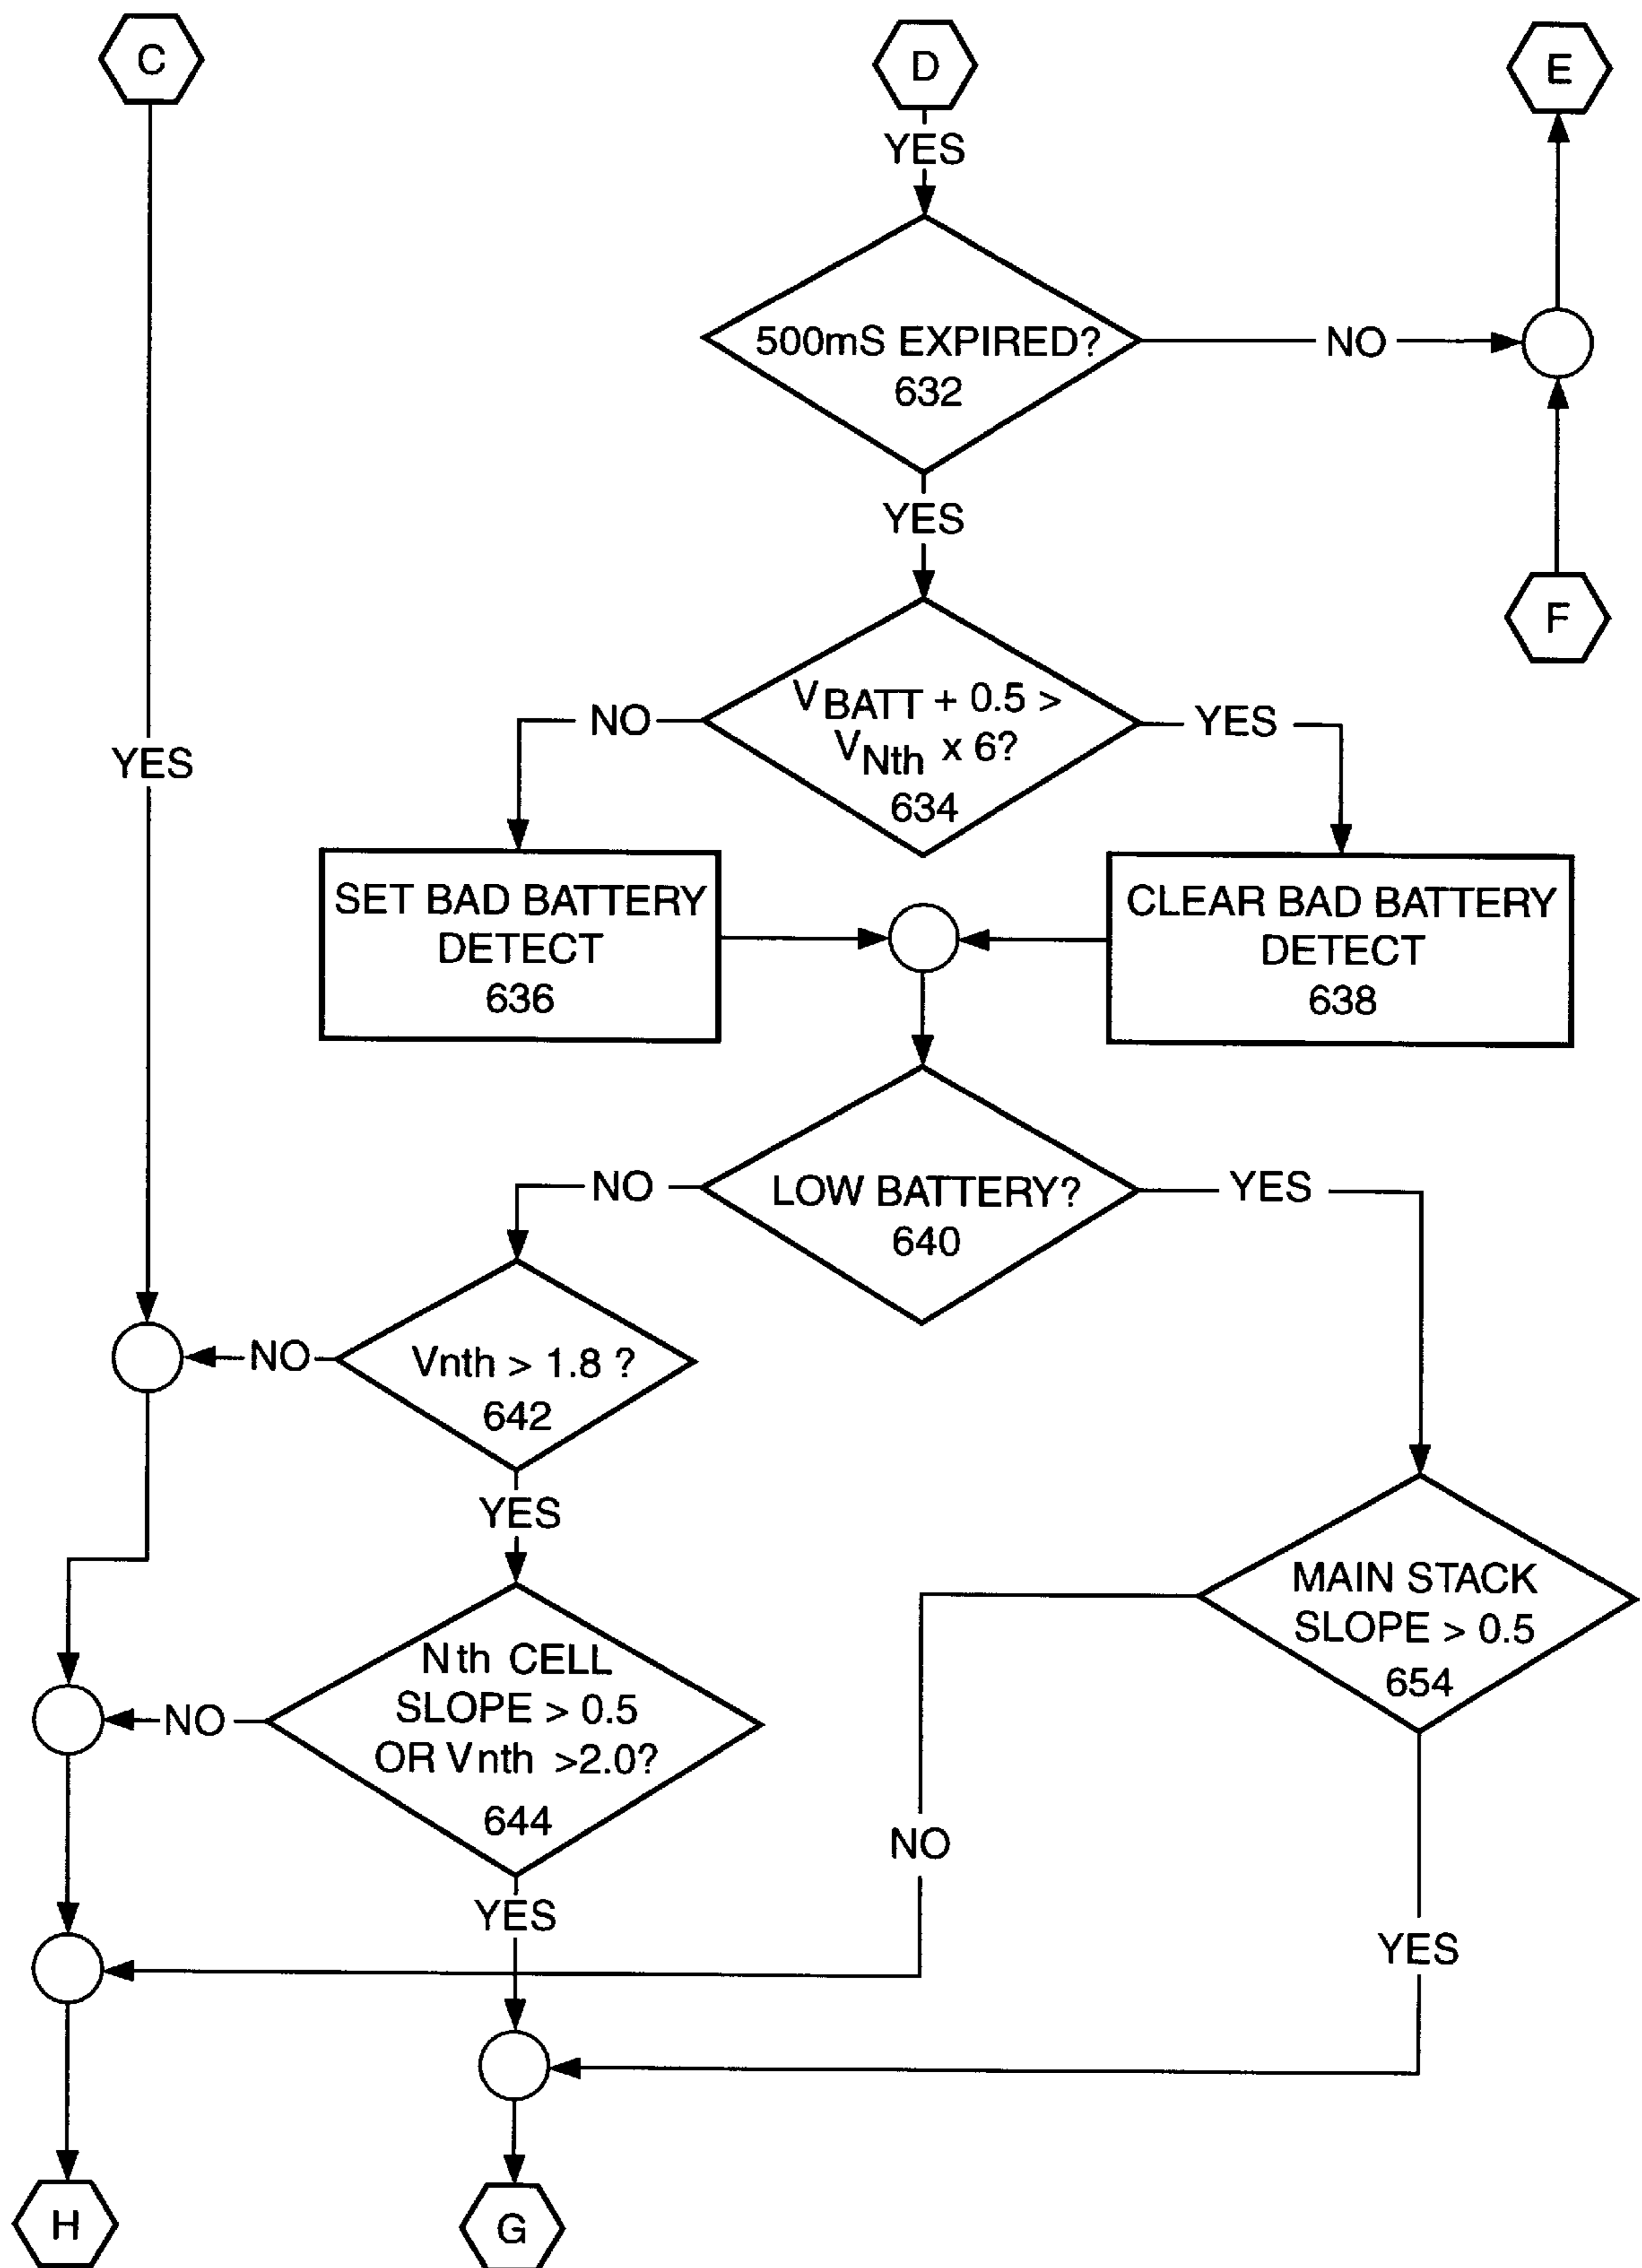 C
D
E
YES
500mS EXPIRED?
632
NO
YES
F
VBATT + 0.5 >
VNth x 6?
634
NO
YES
YES
SET BAD BATTERY
DETECT
636
CLEAR BAD BATTERY
DETECT
638
LOW BATTERY?
640
NO
YES
Vnth > 1.8 ?
642
NO
YES
MAIN STACK
SLOPE > 0.5
654
Nth CELL
SLOPE > 0.5
OR Vnth >2.0?
644
NO
NO
YES
YES
H
G